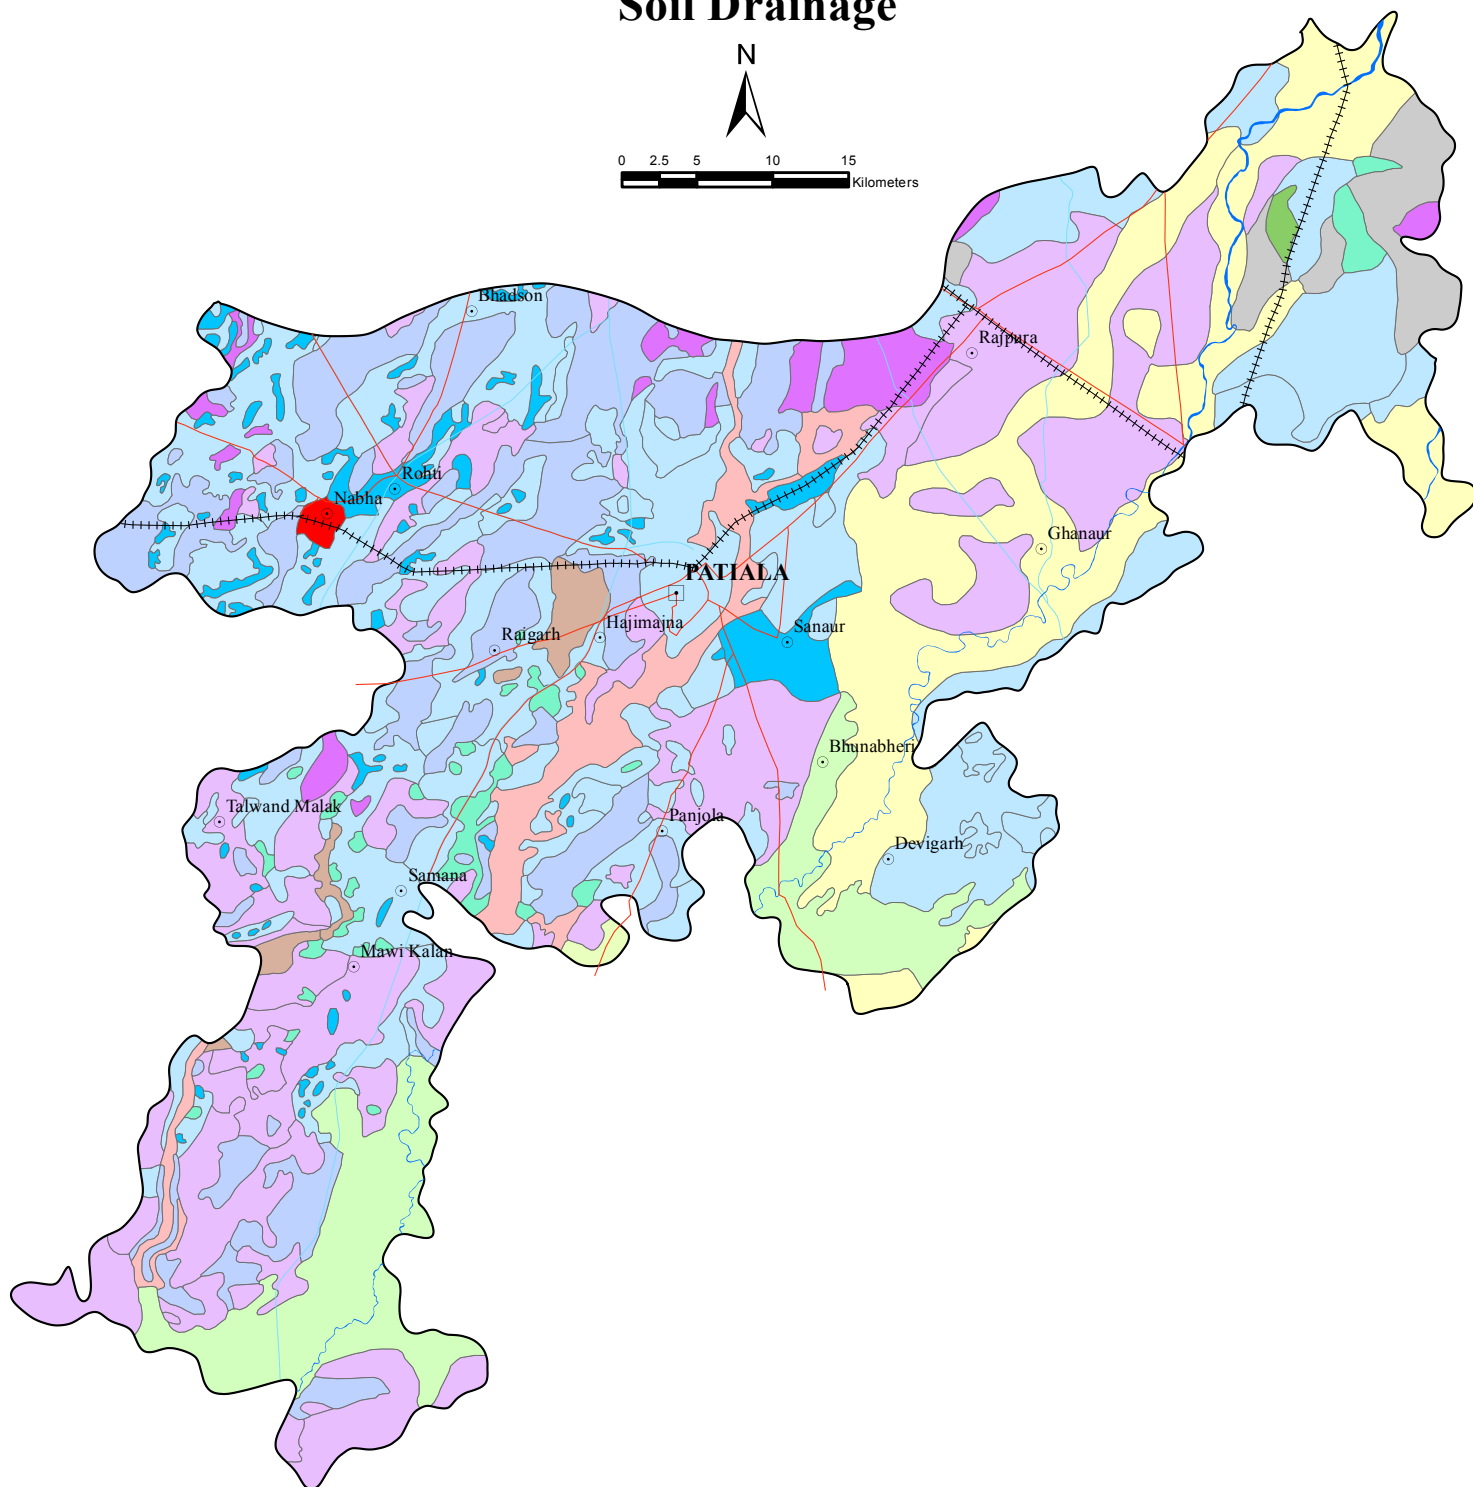 Soil Drainage
N
0 2.5 5 10 15
Kilometers
Bhadson
Rajpura
Rohti
Nabha
Ghanaur
PATIALA
Hajimajna
Sanaur
Raigarh
Bhunabheri
Talwand Malak
Panjola
Devigarh
Samana
Mawi Kalan